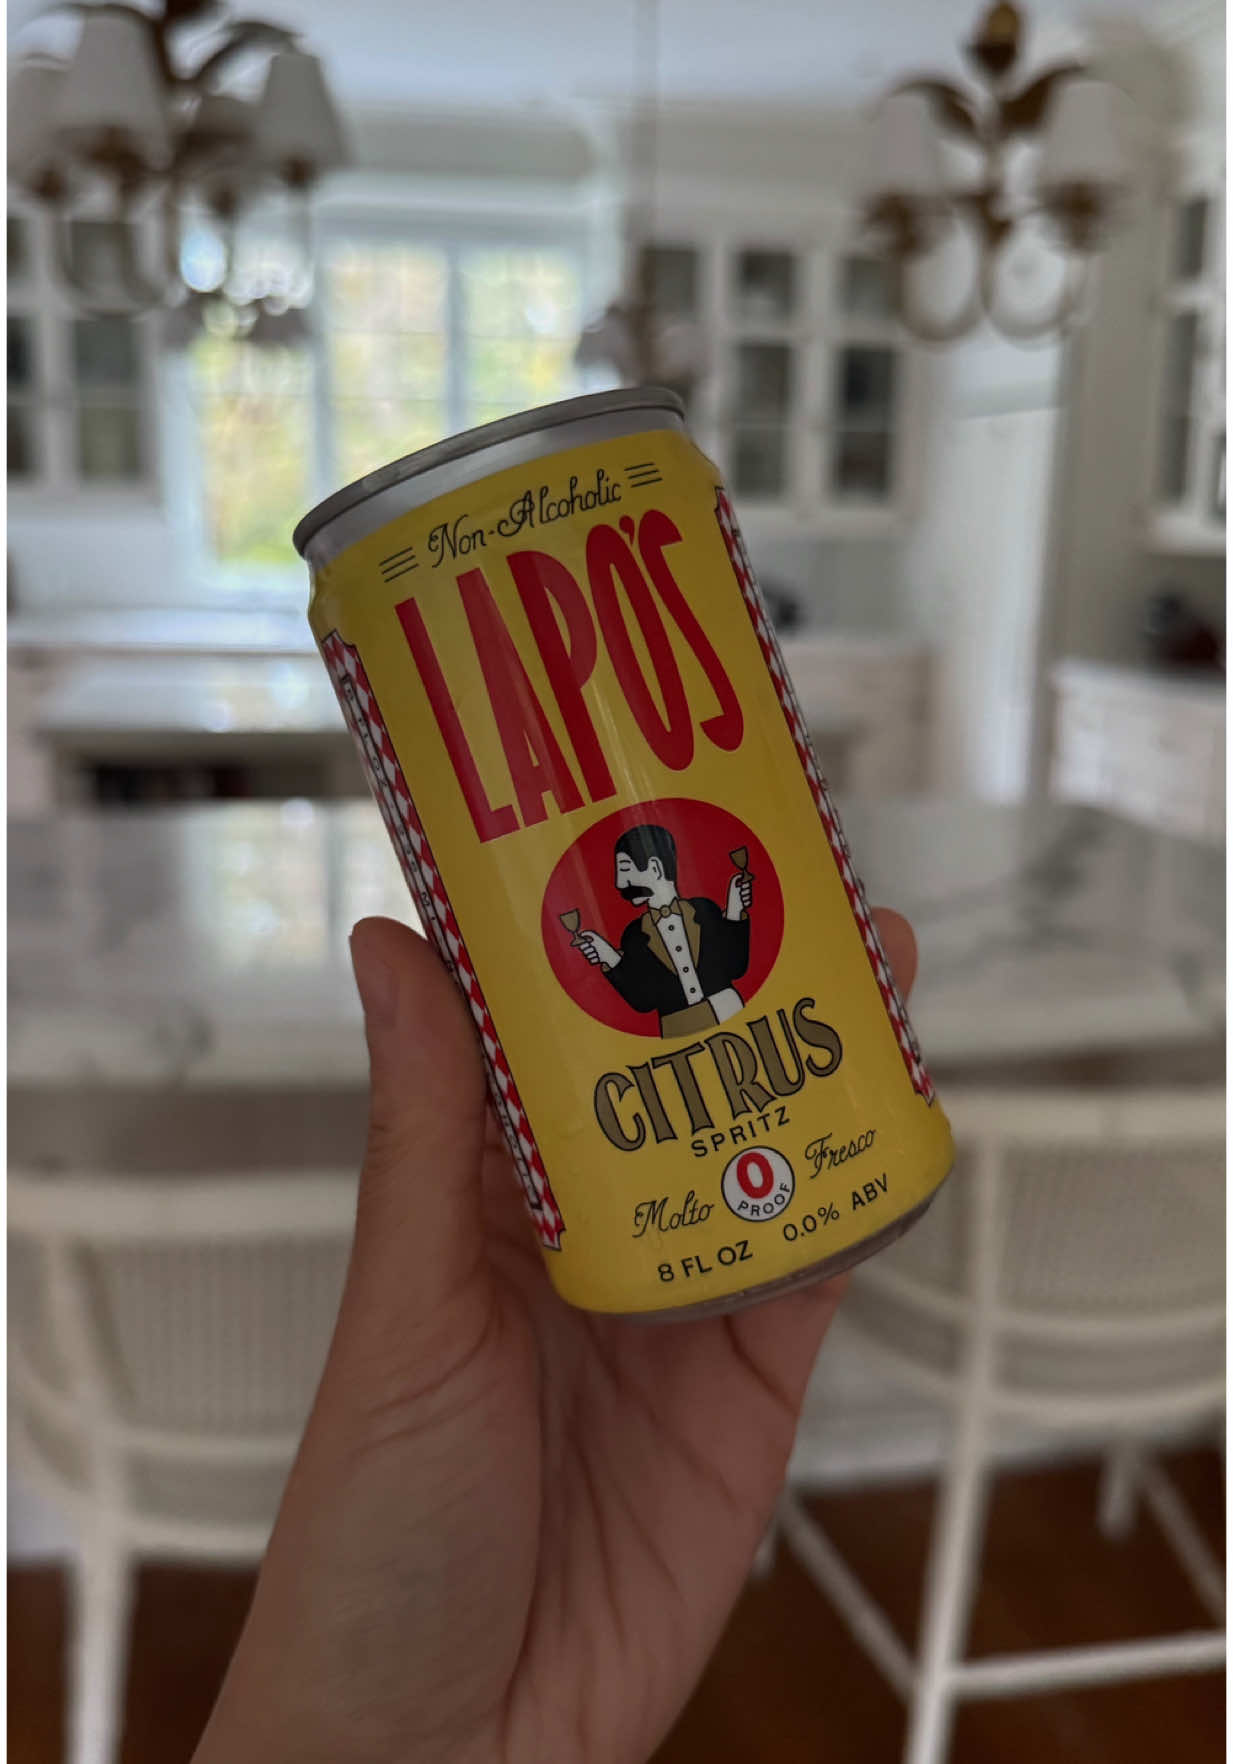 Non-Alcoholic
LAPO'S
CITRUS
SPRITZ
Molto 0 PROOF Fresco
8 FL OZ 0.0% ABV